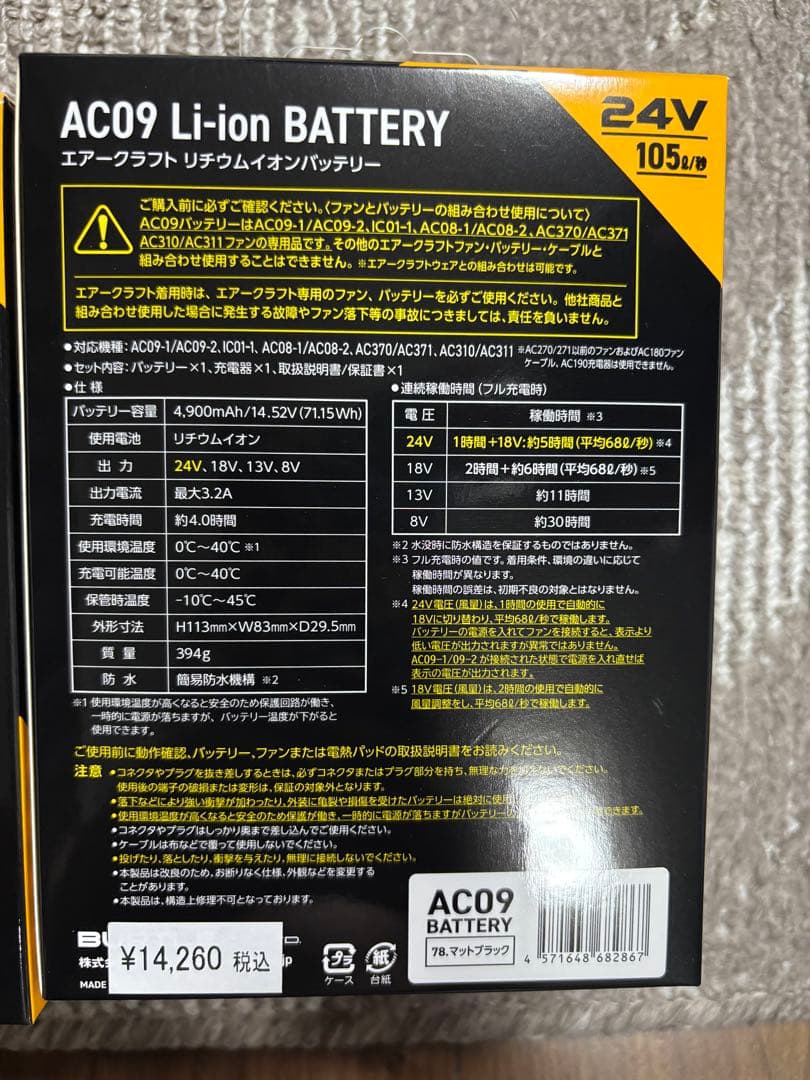 AC09 Li-ion BATTERY
エアークラフト リチウムイオンバッテリー
24V
105ℓ/秒
ご購入前に必ずご確認ください。〈ファンとバッテリーの組み合わせ使用について〉
AC09バッテリーはAC09-1/AC09-2、IC01-1、AC08-1/AC08-2、AC370/AC371
AC310/AC311ファンの専用品です。その他のエアークラフトファン・バッテリー・ケーブルと
組み合わせ使用することはできません。※エアークラフトウェアとの組み合わせは可能です。
エアークラフト着用時は、エアークラフト専用のファン、バッテリーを必ずご使用ください。他社商品と
組み合わせ使用した場合に発生する故障やファン落下等の事故につきましては、責任を負いません。
●対応機種：AC09-1/AC09-2、IC01-1、AC08-1/AC08-2、AC370/AC371、AC310/AC311 ※AC270/271以前のファンおよびAC180ファン
ケーブル、AC190充電器は使用できません。
●セット内容：バッテリー×1、充電器×1、取扱説明書/保証書×1
●仕様
バッテリー容量 4,900mAh/14.52V(71.15Wh)
使用電池 リチウムイオン
出力 24V、18V、13V、8V
出力電流 最大3.2A
充電時間 約4.0時間
使用環境温度 0℃～40℃ ※1
充電可能温度 0℃～40℃
保管時温度 -10℃～45℃
外形寸法 H113mm×W83mm×D29.5mm
質量 394g
防水 簡易防水機構 ※2
※1 使用環境温度が高くなると安全のため保護回路が働き、
一時的に電源が落ちますが、バッテリー温度が下がると
使用できます。
●連続稼働時間（フル充電時）
電圧 稼働時間 ※3
24V 1時間＋18V：約5時間（平均68ℓ/秒）※4
18V 2時間＋約6時間（平均68ℓ/秒）※5
13V 約11時間
8V 約30時間
※2 水没時に防水構造を保証するものではありません。
※3 フル充電時の値です。着用条件、環境の違いに応じて
稼働時間が異なります。
稼働時間の誤差は、初期不良の対象とはなりません。
※4 24V電圧（風量）は、1時間の使用で自動的に
18Vに切り替わり、平均68ℓ/秒で稼働します。
バッテリーの電源を入れてファンを接続すると、表示より
低い電圧が出力されますが異常ではありません。
AC09-1/09-2が接続された状態で電源を入れ直せば
表示の電圧が出力されます。
※5 18V電圧（風量）は、2時間の使用で自動的に
風量調整をし、平均68ℓ/秒で稼働します。
ご使用前に動作確認、バッテリー、ファンまたは電熱パッドの取扱説明書をお読みください。
注意 ●コネクタやプラグを抜き差しするときは、必ずコネクタまたはプラグ部分を持ち、無理な力を加えないでください。
使用後の端子の破損または変形は、保証の対象外となります。
●落下などにより強い衝撃が加わったり、外装に亀裂や損傷を受けたバッテリーは絶対に使用
●使用環境温度が高くなると安全のため保護が働き、一時的に電源が落ちますがバッテリーの できます。
●コネクタやプラグはしっかり奥まで差し込んでご使用ください。
●ケーブルは布などで覆って使用しないでください。
●投げたり、落としたり、衝撃を与えたり、無理に接続しないでください。
●本製品は改良のため、お断りなく仕様、外観などを変更する
ことがあります。
●本製品は、構造上修理不可となっております。
AC09
BATTERY
78.マットブラック
4 571648 682867
¥14,260 税込
株式
MADE
プラ
ケース
紙
台紙